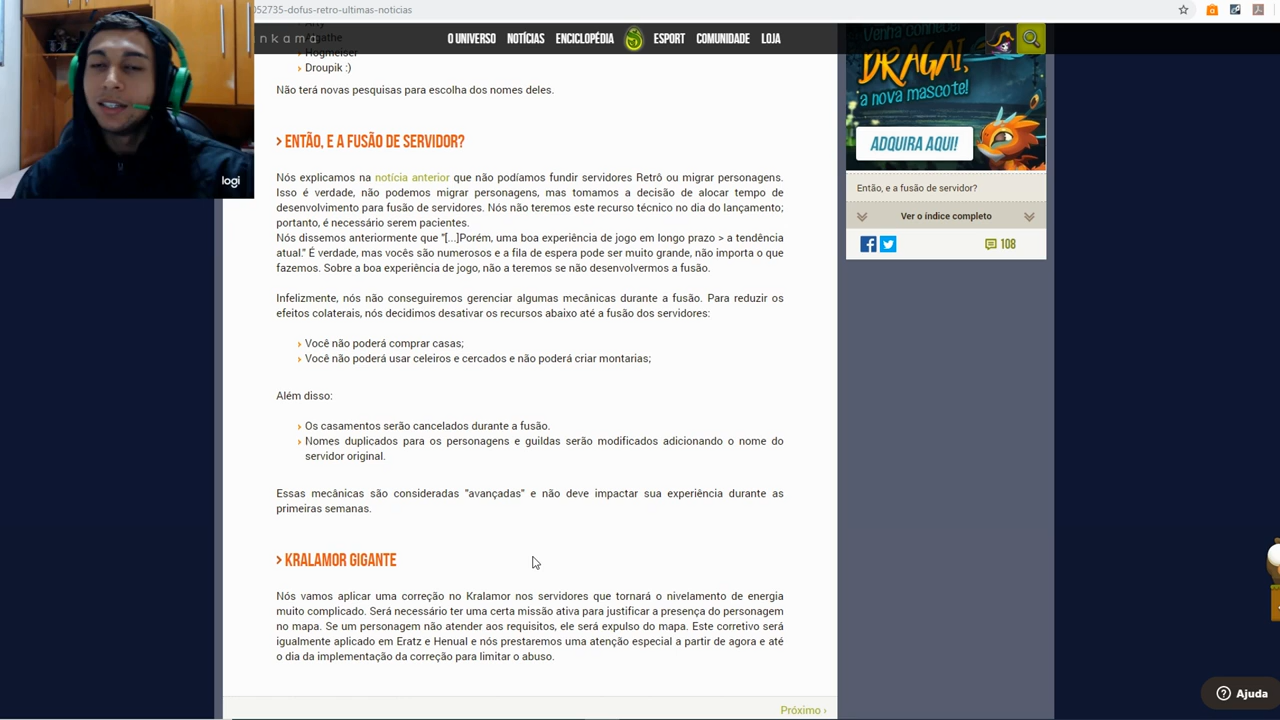 052735-dofus-retro-ultimas-noticias
ankama
O UNIVERSO NOTÍCIAS ENCICLOPÉDIA ESPORT COMUNIDADE LOJA
Hogmeiser
Droupik :)
Não terá novas pesquisas para escolha dos nomes deles.
ENTÃO, E A FUSÃO DE SERVIDOR?
Nós explicamos na notícia anterior que não podíamos fundir servidores Retrô ou migrar personagens.
Isso é verdade, não podemos migrar personagens, mas tomamos a decisão de alocar tempo de
desenvolvimento para fusão de servidores. Nós não teremos este recurso técnico no dia do lançamento;
portanto, é necessário serem pacientes.
Nós dissemos anteriormente que "[...]Porém, uma boa experiência de jogo em longo prazo > a tendência
atual." É verdade, mas vocês são numerosos e a fila de espera pode ser muito grande, não importa o que
fazemos. Sobre a boa experiência de jogo, não a teremos se não desenvolvermos a fusão.
Infelizmente, nós não conseguiremos gerenciar algumas mecânicas durante a fusão. Para reduzir os
efeitos colaterais, nós decidimos desativar os recursos abaixo até a fusão dos servidores:
Você não poderá comprar casas;
Você não poderá usar celeiros e cercados e não poderá criar montarias;
Além disso:
Os casamentos serão cancelados durante a fusão.
Nomes duplicados para os personagens e guildas serão modificados adicionando o nome do
servidor original.
Essas mecânicas são consideradas "avançadas" e não deve impactar sua experiência durante as
primeiras semanas.
KRALAMOR GIGANTE
Nós vamos aplicar uma correção no Kralamor nos servidores que tornará o nivelamento de energia
muito complicado. Será necessário ter uma certa missão ativa para justificar a presença do personagem
no mapa. Se um personagem não atender aos requisitos, ele será expulso do mapa. Este corretivo será
igualmente aplicado em Eratz e Henual e nós prestaremos uma atenção especial a partir de agora e até
o dia da implementação da correção para limitar o abuso.
Próximo ›
Venha conhecer
DRAGAI,
a nova mascote!
ADQUIRA AQUI!
Então, e a fusão de servidor?
Ver o índice completo
108
Ajuda
logi